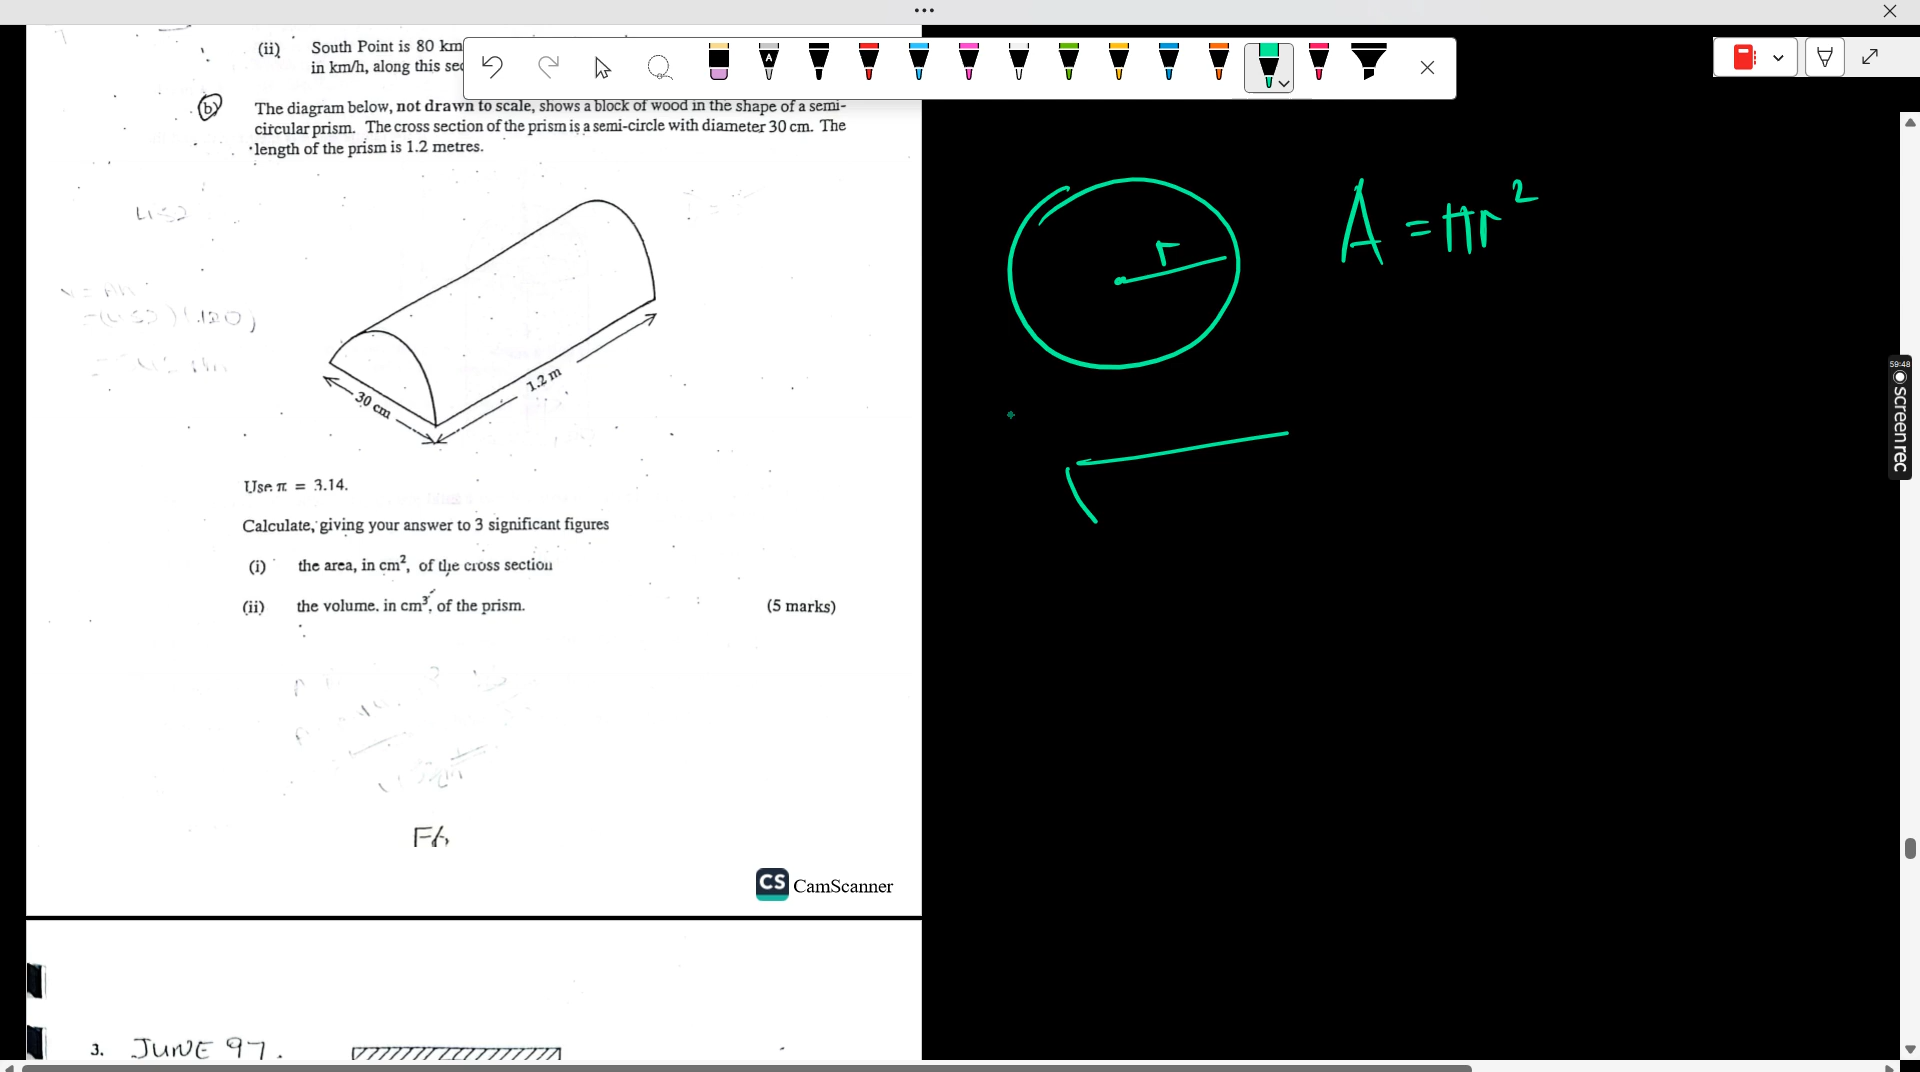 (ii) South Point is 80 km
in km/h, along this sec
(b) The diagram below, not drawn to scale, shows a block of wood in the shape of a semi-
circular prism. The cross section of the prism is a semi-circle with diameter 30 cm. The
length of the prism is 1.2 metres.
30 cm
1.2 m
Use π = 3.14.
Calculate, giving your answer to 3 significant figures
(i) the area, in cm², of the cross section
(ii) the volume, in cm³, of the prism.
(5 marks)
CS CamScanner
3. JUNE 97.
r
A = πr²
A
59:48
screenrec